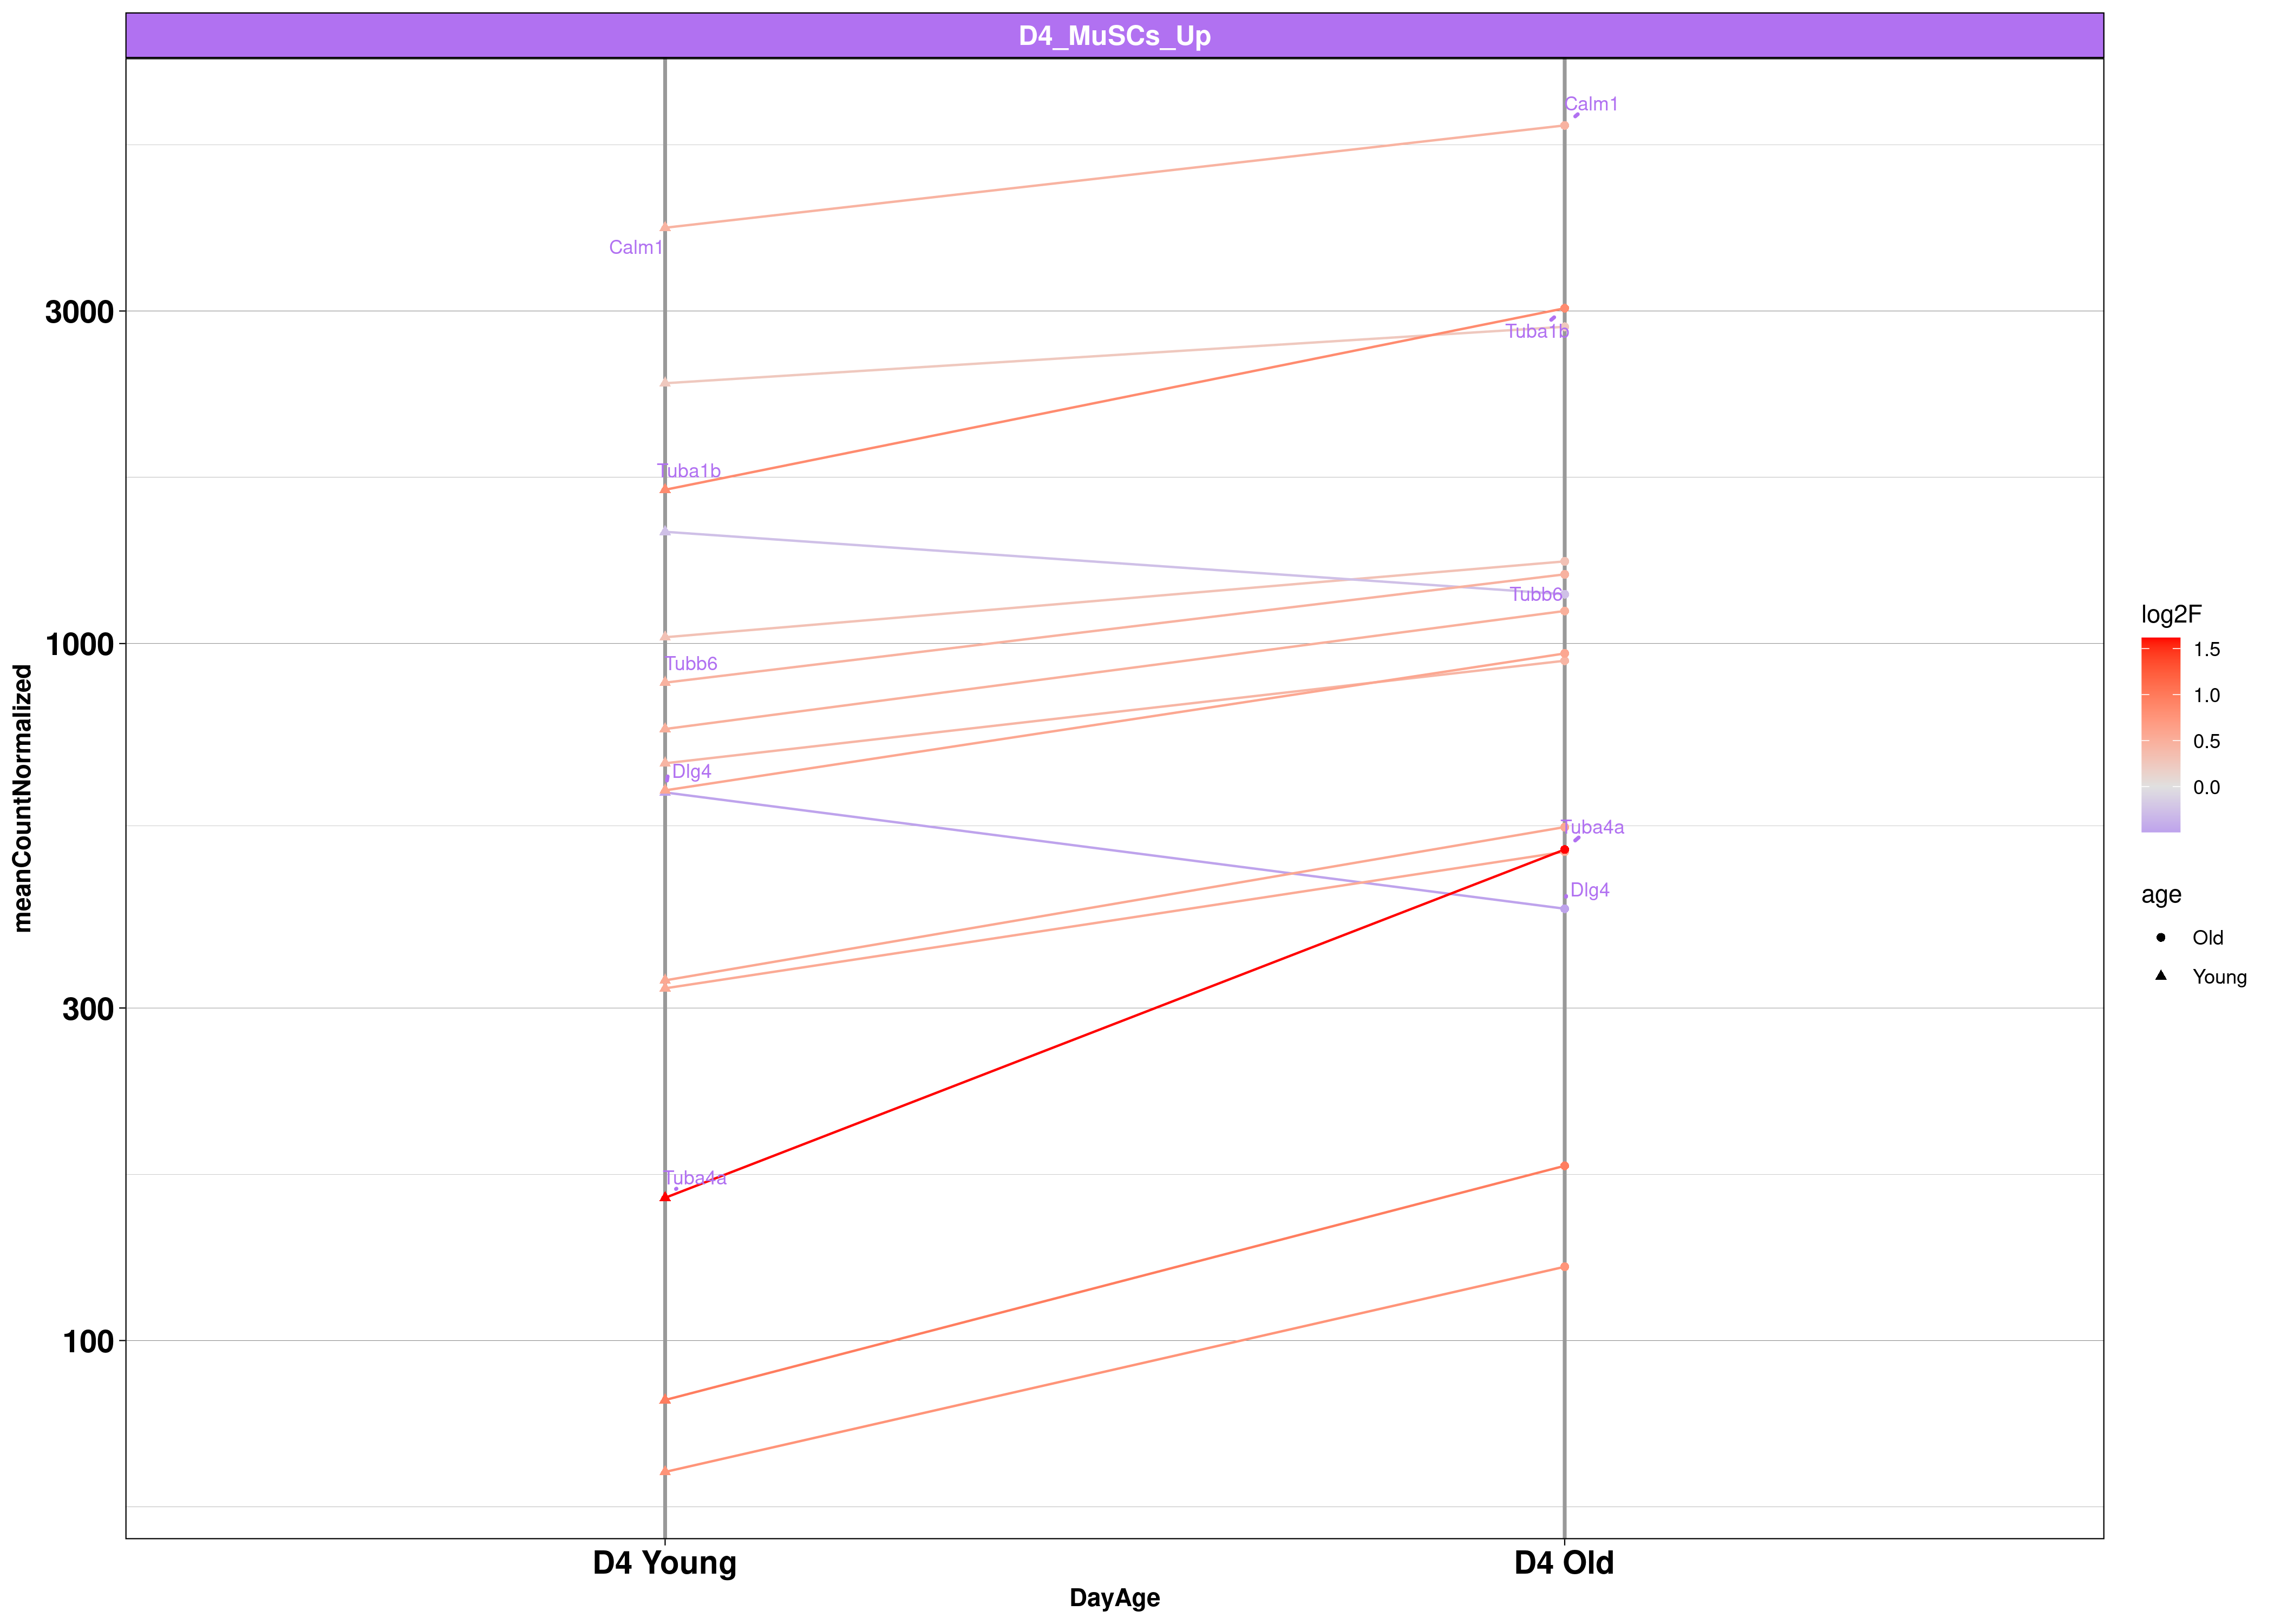 D4_MuSCs_Up
Calm1
Calm1
3000
Tuba1b
Tuba1b
Tubb6
1000
Tubb6
Dlg4
Tuba4a
Dlg4
300
Tuba4a
100
meanCountNormalized
D4 Young
D4 Old
DayAge
log2F
1.5
1.0
0.5
0.0
age
Old
Young